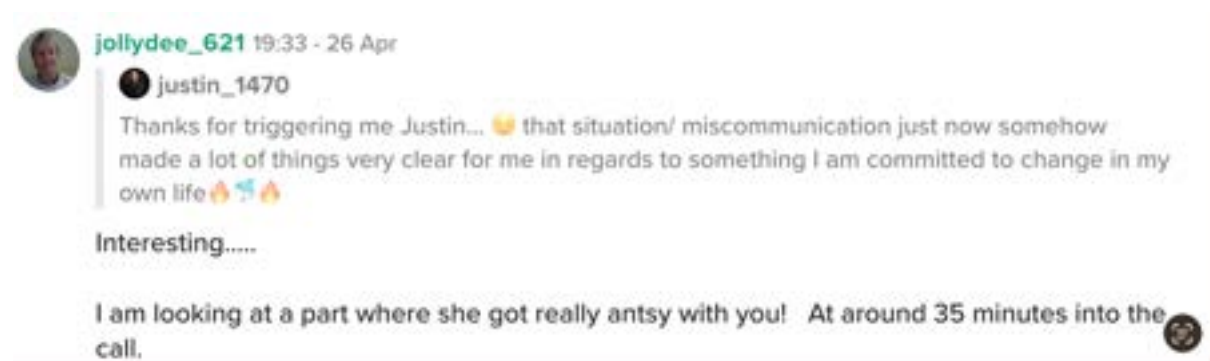 jollydee_621 19:33 - 26 Apr
justin_1470
Thanks for triggering me Justin... 😉 that situation/ miscommunication just now somehow
made a lot of things very clear for me in regards to something I am committed to change in my
own life🔥🌪🔥
Interesting.....
I am looking at a part where she got really antsy with you! At around 35 minutes into the
call.